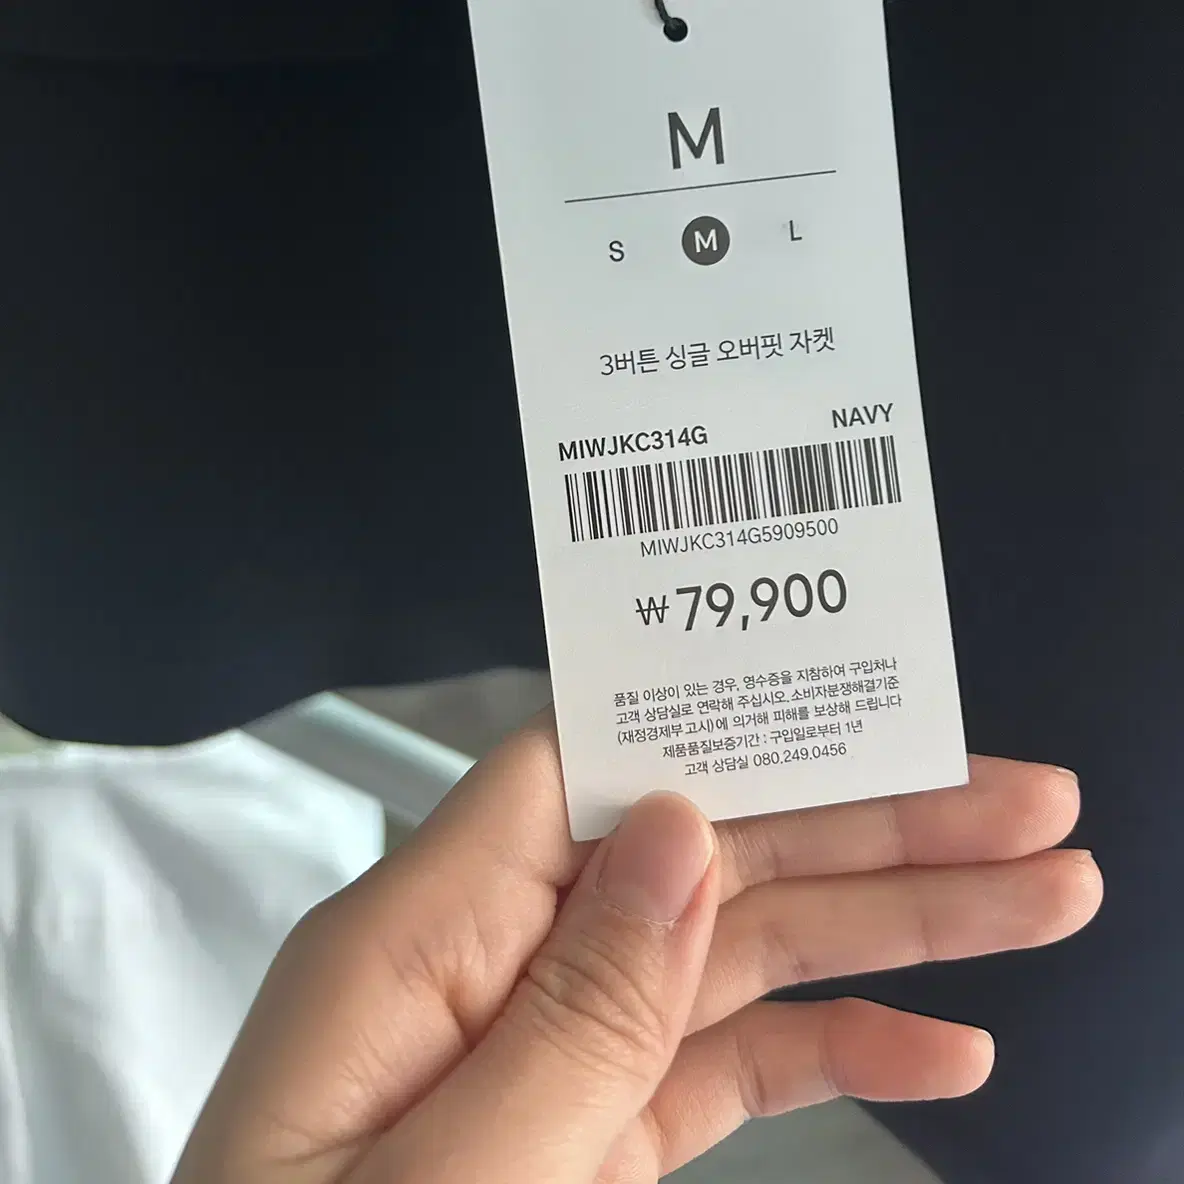 M
S M L
3버튼 싱글 오버핏 자켓
MIWJKC314G NAVY
MIWJKC314G5909500
₩79,900
품질 이상이 있는 경우, 영수증을 지참하여 구입처나
고객 상담실로 연락해 주십시오. 소비자분쟁해결기준
(재정경제부 고시)에 의거해 피해를 보상해 드립니다
제품품질보증기간 : 구입일로부터 1년
고객 상담실 080.249.0456